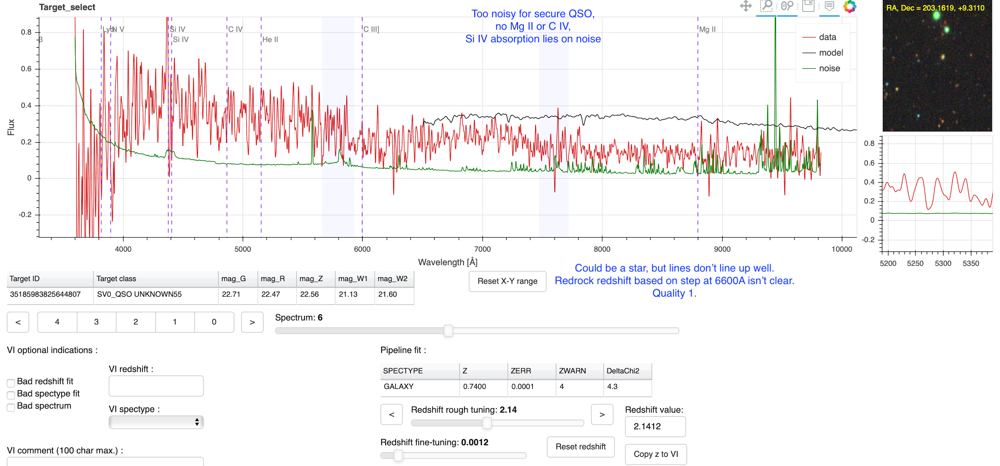 Target_select
Too noisy for secure QSO,
no Mg II or C IV,
Si IV absorption lies on noise
RA, Dec = 203.1619, +9.3110
β
N V
Si IV
Si IV
C IV
He II
C III]
Mg II
data
model
noise
Flux
0.8
0.6
0.4
0.2
0
-0.2
4000 5000 6000 7000 8000 9000 10000
Wavelength [Å]
0.8
0.6
0.4
0.2
0
-0.2
5200 5250 5300 5350
Target ID Target class mag_G mag_R mag_Z mag_W1 mag_W2
35185983825644807 SV0_QSO UNKNOWN55 22.71 22.47 22.56 21.13 21.60
Reset X-Y range
Could be a star, but lines don’t line up well.
Redrock redshift based on step at 6600A isn’t clear.
Quality 1.
< 4 3 2 1 0 >
Spectrum: 6
VI optional indications :
Bad redshift fit
Bad spectype fit
Bad spectrum
VI redshift :
VI spectype :
VI comment (100 char max.) :
Pipeline fit :
SPECTYPE Z ZERR ZWARN DeltaChi2
GALAXY 0.7400 0.0001 4 4.3
< Redshift rough tuning: 2.14 >
Redshift value:
2.1412
Redshift fine-tuning: 0.0012
Reset redshift
Copy z to VI